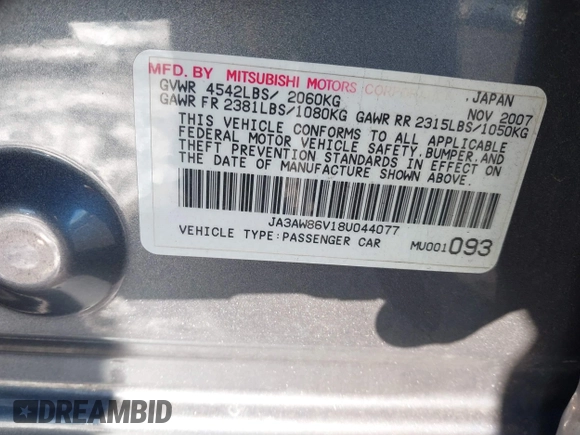 MFD. BY MITSUBISHI MOTORS CORPORATION, JAPAN
GVWR 4542LBS/ 2060KG NOV 2007
GAWR FR 2381LBS/1080KG GAWR RR 2315LBS/1050KG
THIS VEHICLE CONFORMS TO ALL APPLICABLE
FEDERAL MOTOR VEHICLE SAFETY, BUMPER, AND
THEFT PREVENTION STANDARDS IN EFFECT ON
THE DATE OF MANUFACTURE SHOWN ABOVE.
JA3AW86V18U044077
VEHICLE TYPE:PASSENGER CAR MU001093
DREAMBID